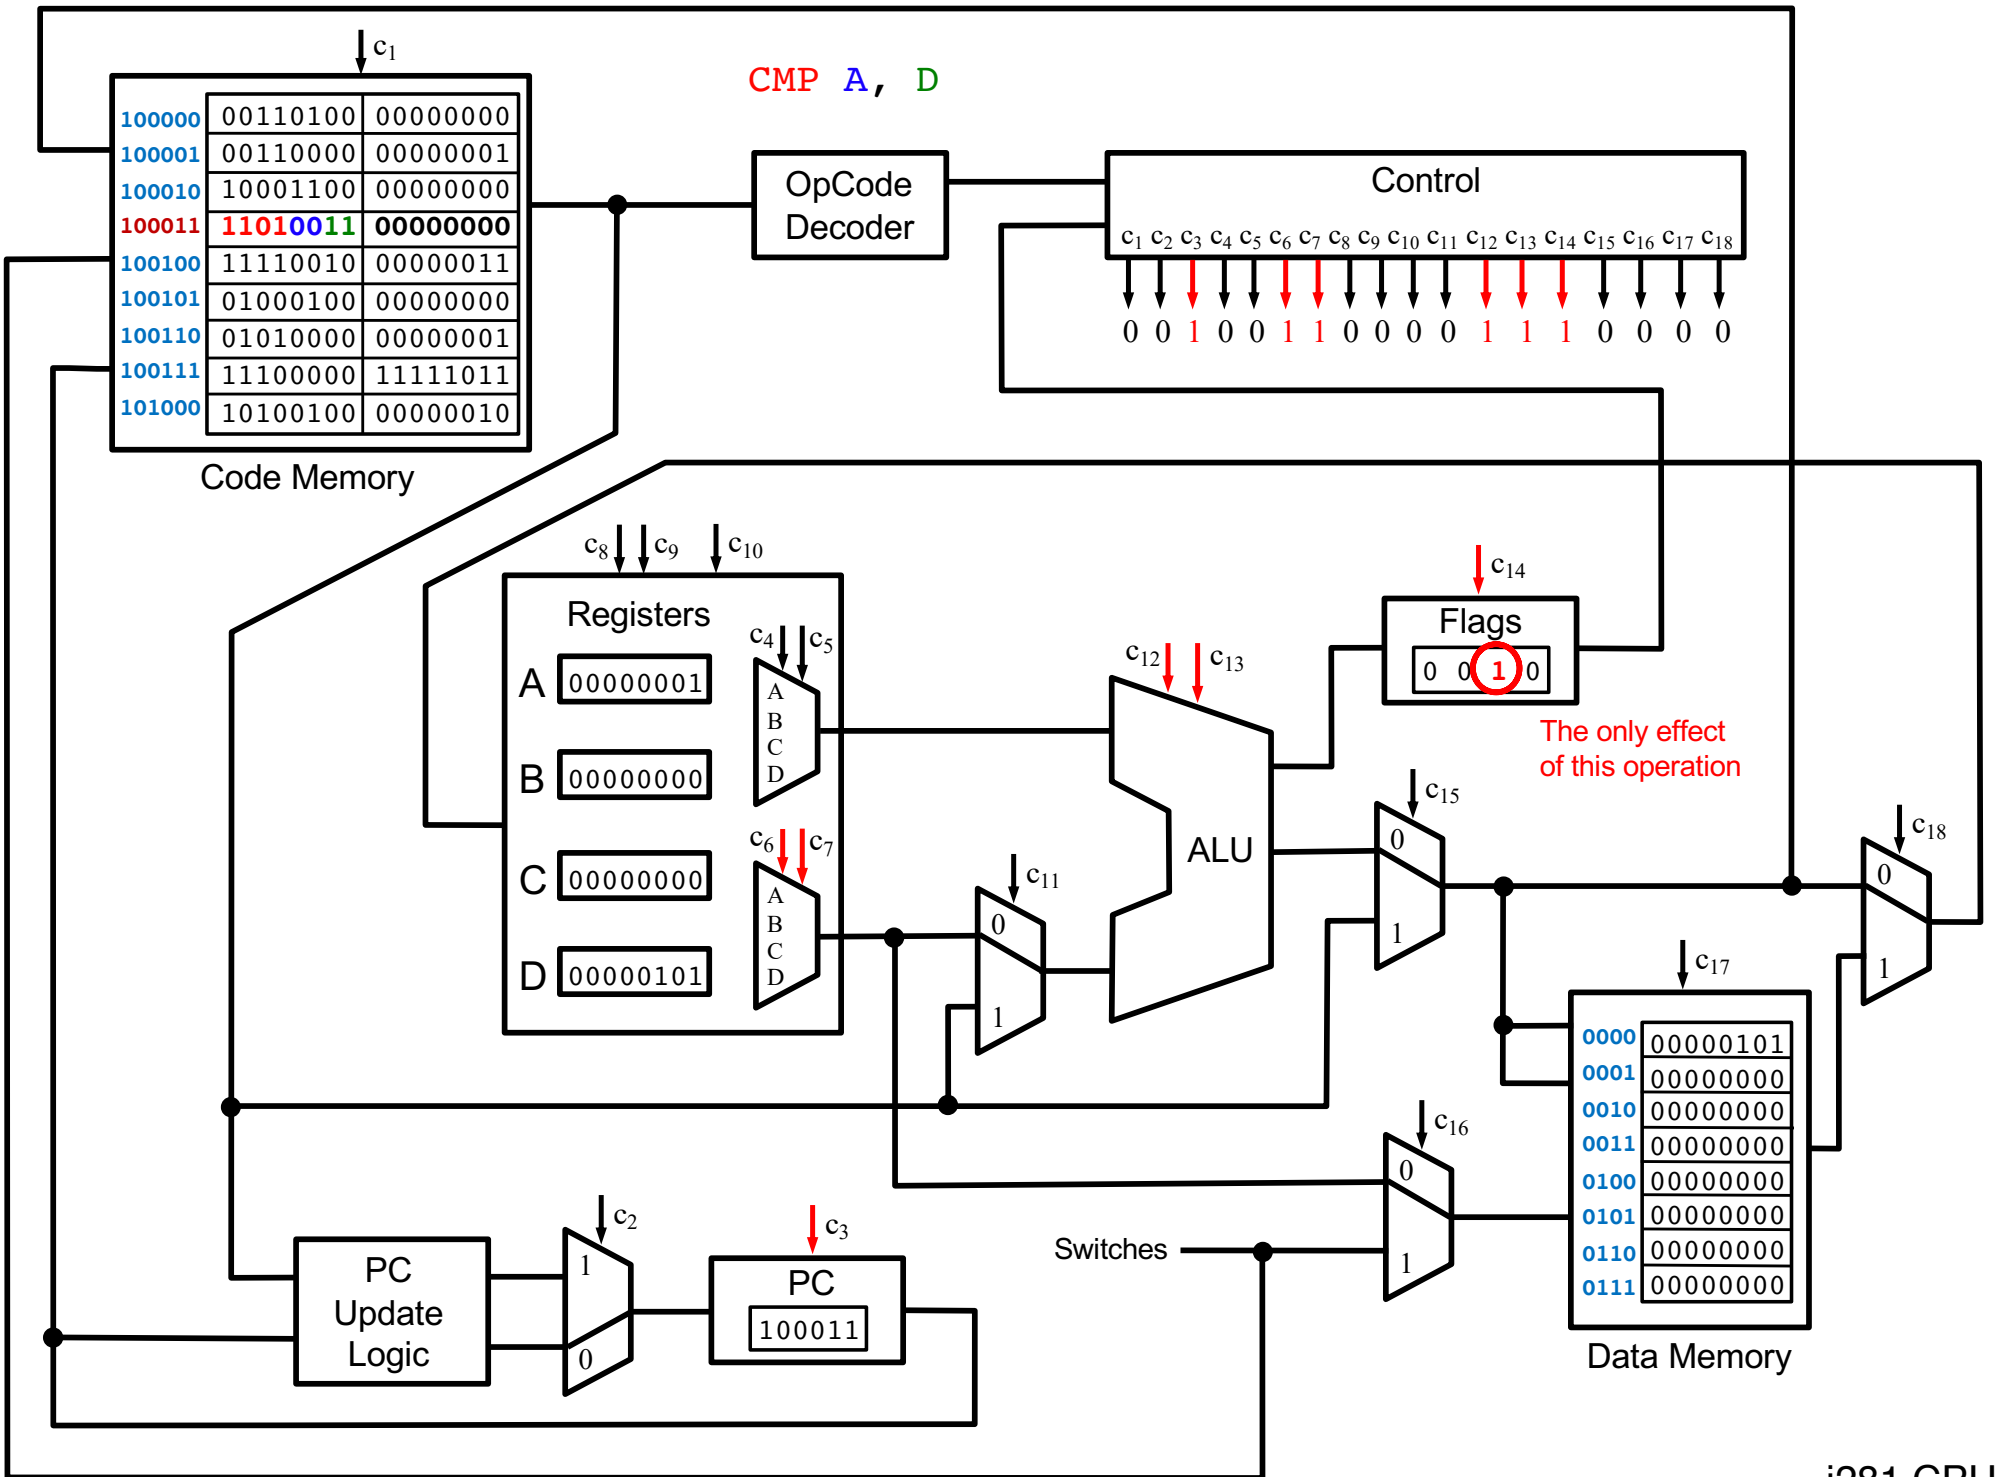 c1
CMP A, D
100000 00110100 00000000
100001 00110000 00000001
100010 10001100 00000000
100011 11010011 00000000
100100 11110010 00000011
100101 01000100 00000000
100110 01010000 00000001
100111 11100000 11111011
101000 10100100 00000010
Code Memory
OpCode
Decoder
Control
c1 c2 c3 c4 c5 c6 c7 c8 c9 c10 c11 c12 c13 c14 c15 c16 c17 c18
0 0 1 0 0 1 1 0 0 0 0 1 1 1 0 0 0 0
c8 c9 c10
Registers
A 00000001
B 00000000
C 00000000
D 00000101
c4 c5
A
B
C
D
c6 c7
A
B
C
D
c11
0
1
c12 c13
ALU
c14
Flags
0 0 1 0
The only effect
of this operation
c15
0
1
c18
0
1
c17
0000 00000101
0001 00000000
0010 00000000
0011 00000000
0100 00000000
0101 00000000
0110 00000000
0111 00000000
Data Memory
c16
0
1
Switches
PC
Update
Logic
c2
1
0
c3
PC
100011